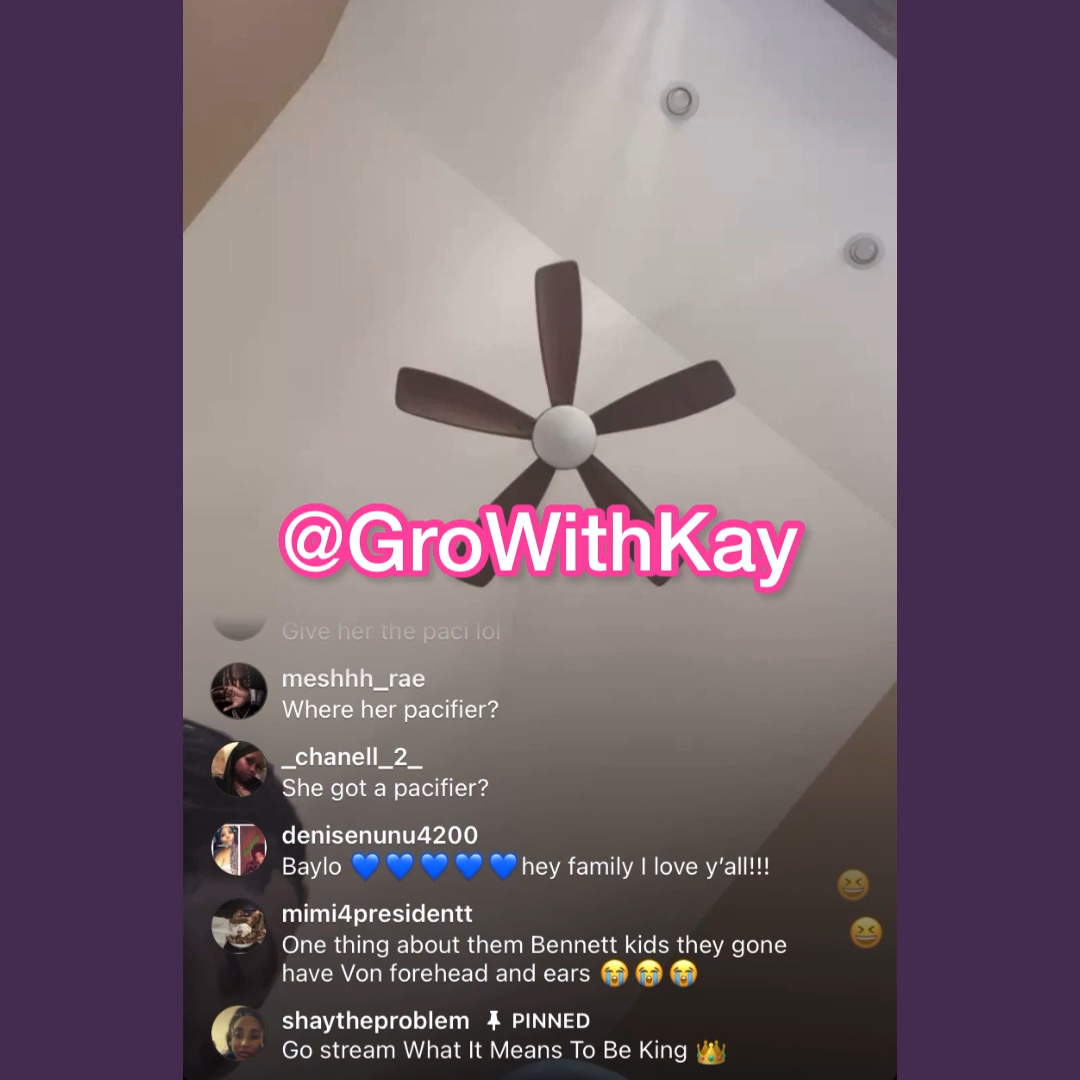 @GroWithKay
Give her the paci lol
meshhh_rae
Where her pacifier?
_chanell_2_
She got a pacifier?
denisenunu4200
Baylo 💙💙💙💙💙hey family I love y’all!!!
mimi4presidentt
One thing about them Bennett kids they gone
have Von forehead and ears 😭😭😭
shaytheproblem 📌 PINNED
Go stream What It Means To Be King 👑